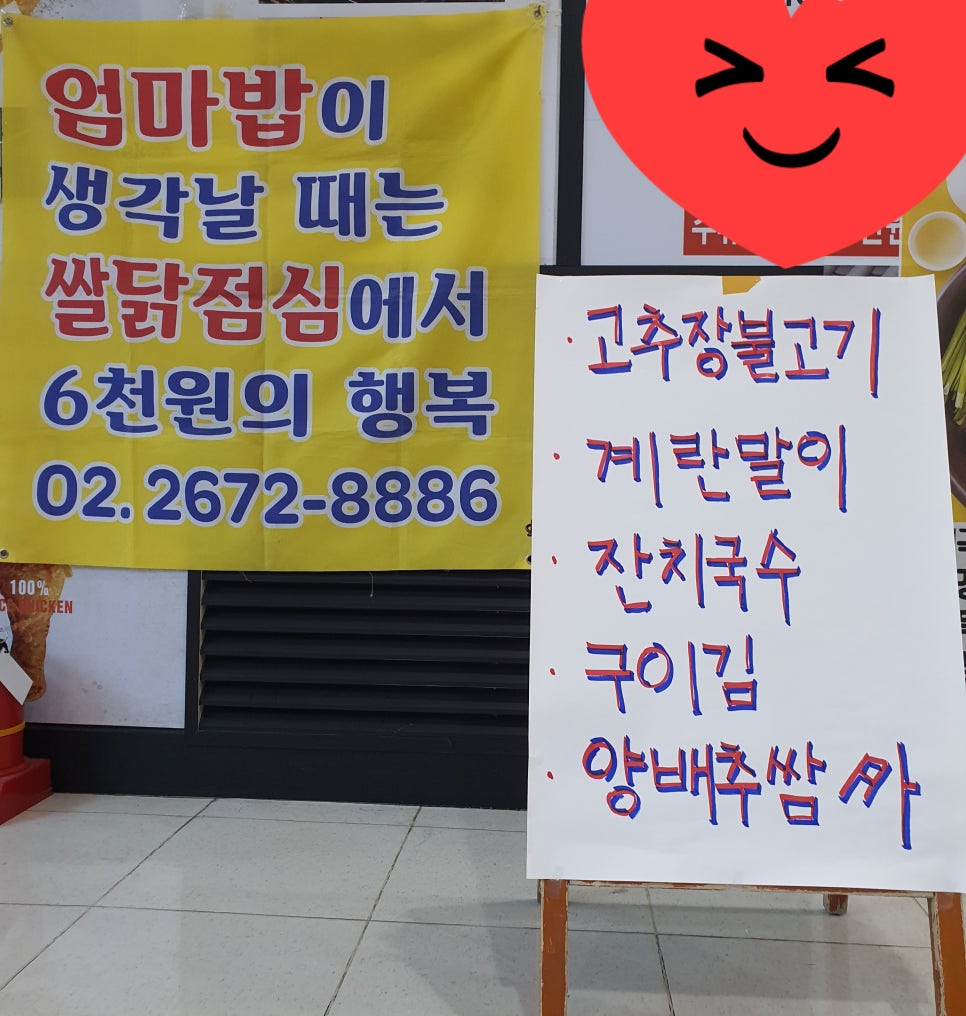 엄마밥이
생각날 때는
쌀닭점심에서
6천원의 행복
02.2672-8886
100%
· 고추장불고기
· 계란말이
· 잔치국수
· 구이김
· 양배추쌈